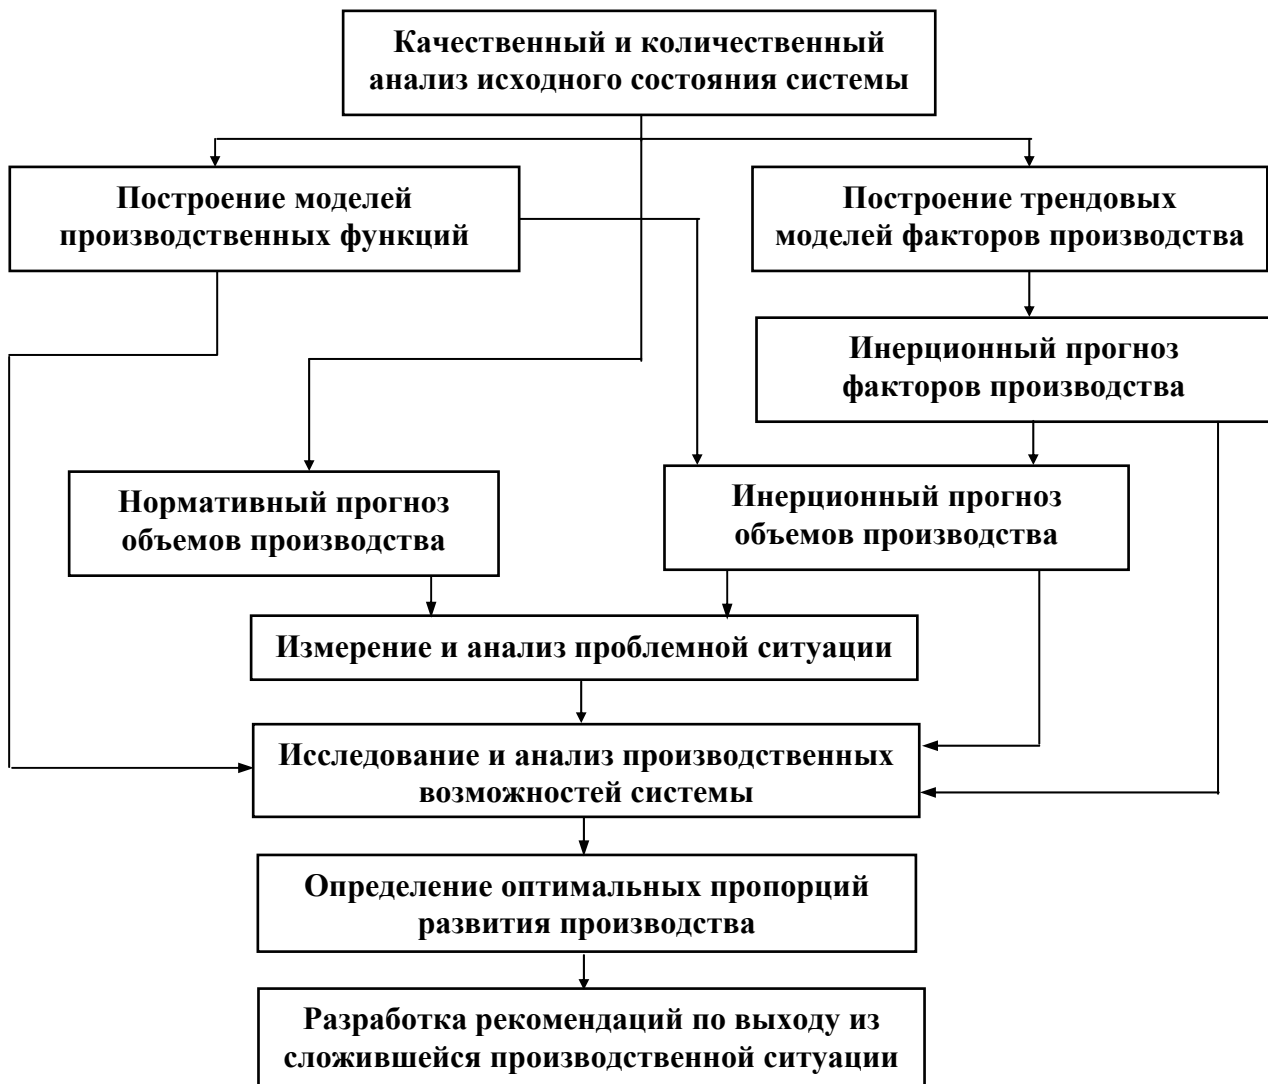 Качественный и количественный
анализ исходного состояния системы
Построение моделей
производственных функций
Построение трендовых
моделей факторов производства
Инерционный прогноз
факторов производства
Нормативный прогноз
объемов производства
Инерционный прогноз
объемов производства
Измерение и анализ проблемной ситуации
Исследование и анализ производственных
возможностей системы
Определение оптимальных пропорций
развития производства
Разработка рекомендаций по выходу из
сложившейся производственной ситуации